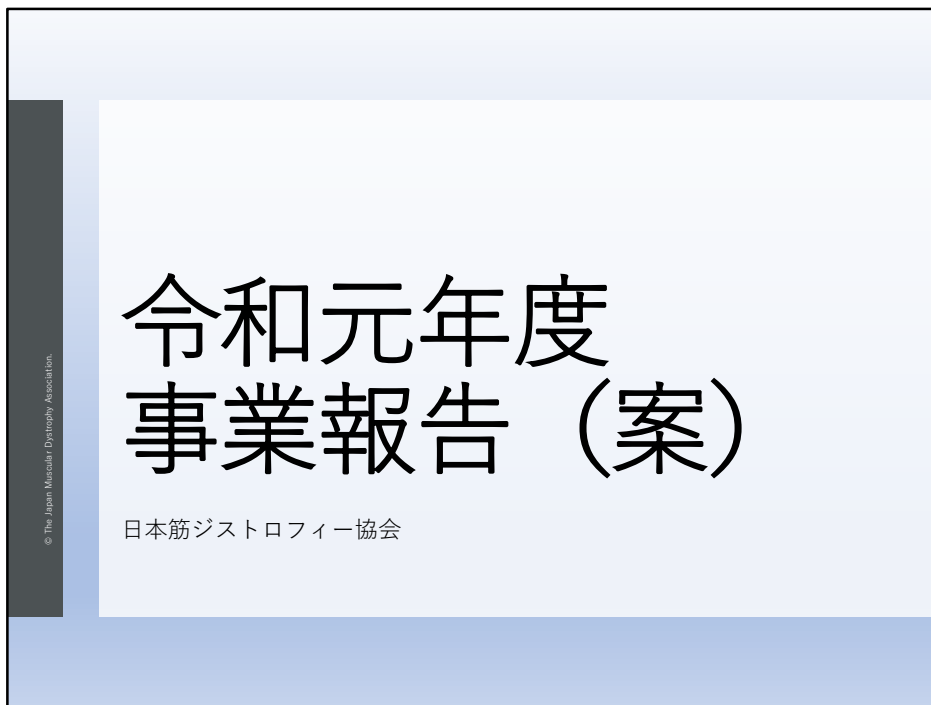 令和元年度
事業報告（案）
日本筋ジストロフィー協会
© The Japan Muscular Dystrophy Association.